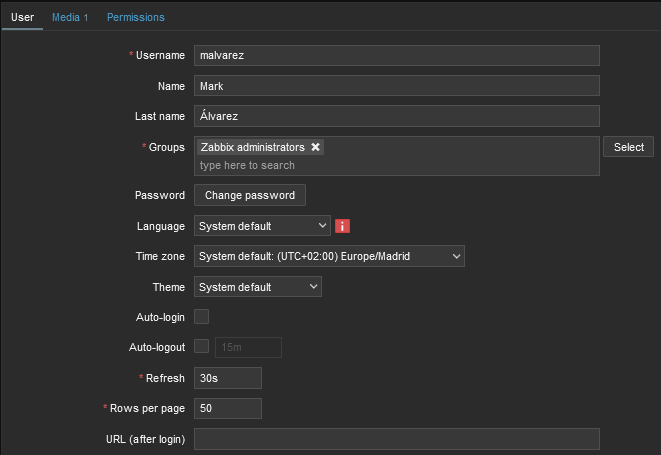 User Media 1 Permissions
* Username malvarez
Name Mark
Last name Álvarez
* Groups Zabbix administrators ✖ Select
type here to search
Password Change password
Language System default i
Time zone System default: (UTC+02:00) Europe/Madrid
Theme System default
Auto-login
Auto-logout 15m
* Refresh 30s
* Rows per page 50
URL (after login)